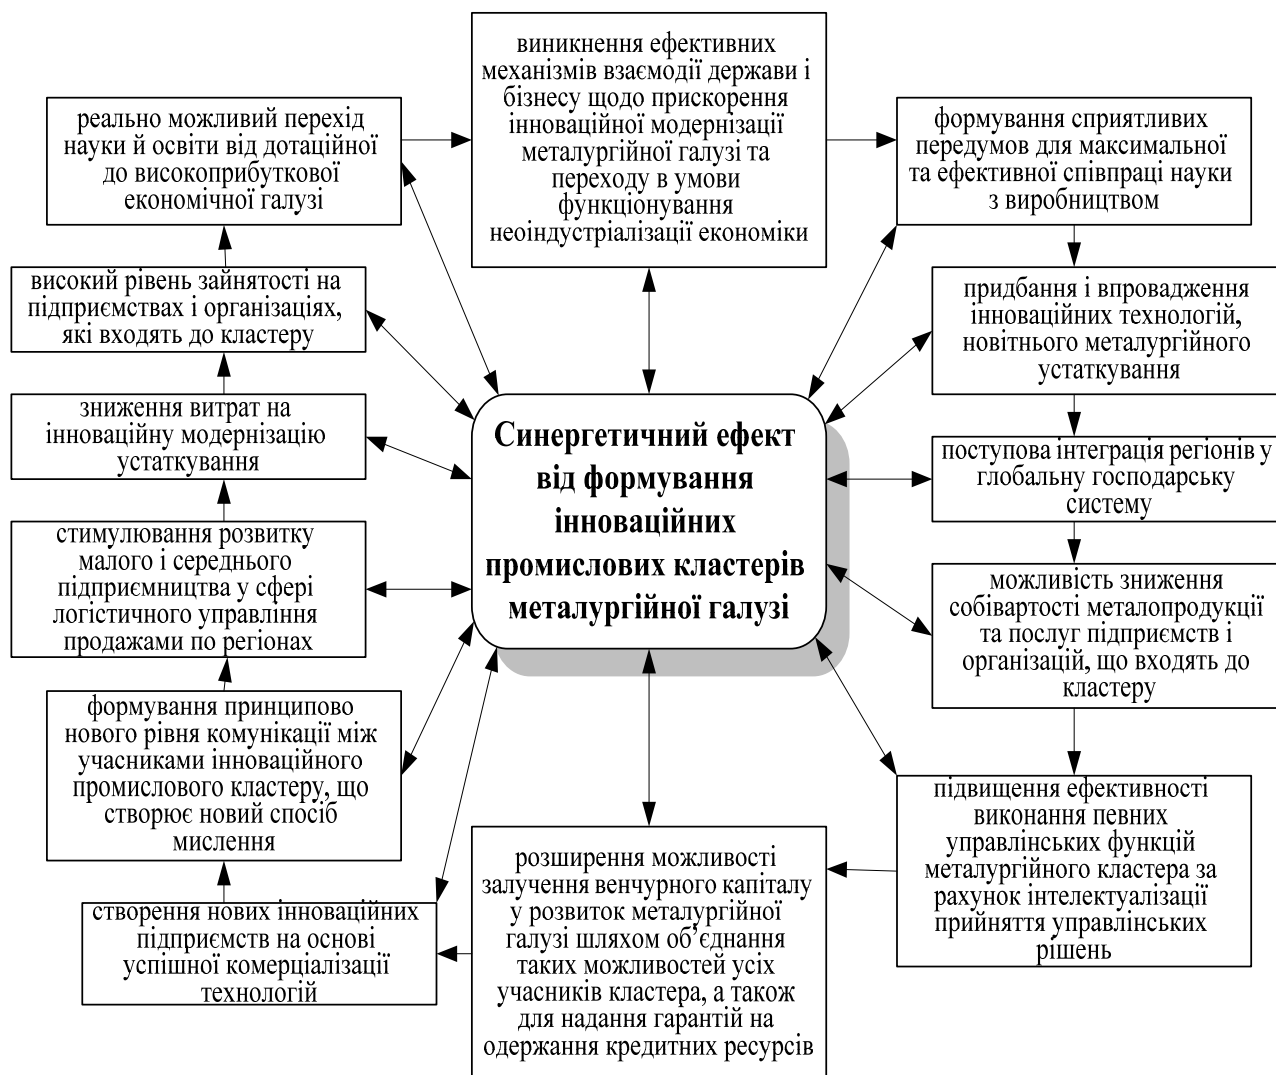 виникнення ефективних
механізмів взаємодії держави і
бізнесу щодо прискорення
інноваційної модернізації
металургійної галузі та
переходу в умови
функціонування
неоіндустріалізації економіки
реально можливий перехід
науки й освіти від дотаційної
до високоприбуткової
економічної галузі
формування сприятливих
передумов для максимальної
та ефективної співпраці науки
з виробництвом
високий рівень зайнятості на
підприємствах і організаціях,
які входять до кластеру
придбання і впровадження
інноваційних технологій,
новітнього металургійного
устаткування
зниження витрат на
інноваційну модернізацію
устаткування
Синергетичний ефект
від формування
інноваційних
промислових кластерів
металургійної галузі
поступова інтеграція регіонів у
глобальну господарську
систему
стимулювання розвитку
малого і середнього
підприємництва у сфері
логістичного управління
продажами по регіонах
можливість зниження
собівартості металопродукції
та послуг підприємств і
організацій, що входять до
кластеру
формування принципово
нового рівня комунікації між
учасниками інноваційного
промислового кластеру, що
створює новий спосіб
мислення
підвищення ефективності
виконання певних
управлінських функцій
металургійного кластера за
рахунок інтелектуалізації
прийняття управлінських
рішень
розширення можливості
залучення венчурного капіталу
у розвиток металургійної
галузі шляхом об’єднання
таких можливостей усіх
учасників кластера, а також
для надання гарантій на
одержання кредитних ресурсів
створення нових інноваційних
підприємств на основі
успішної комерціалізації
технологій